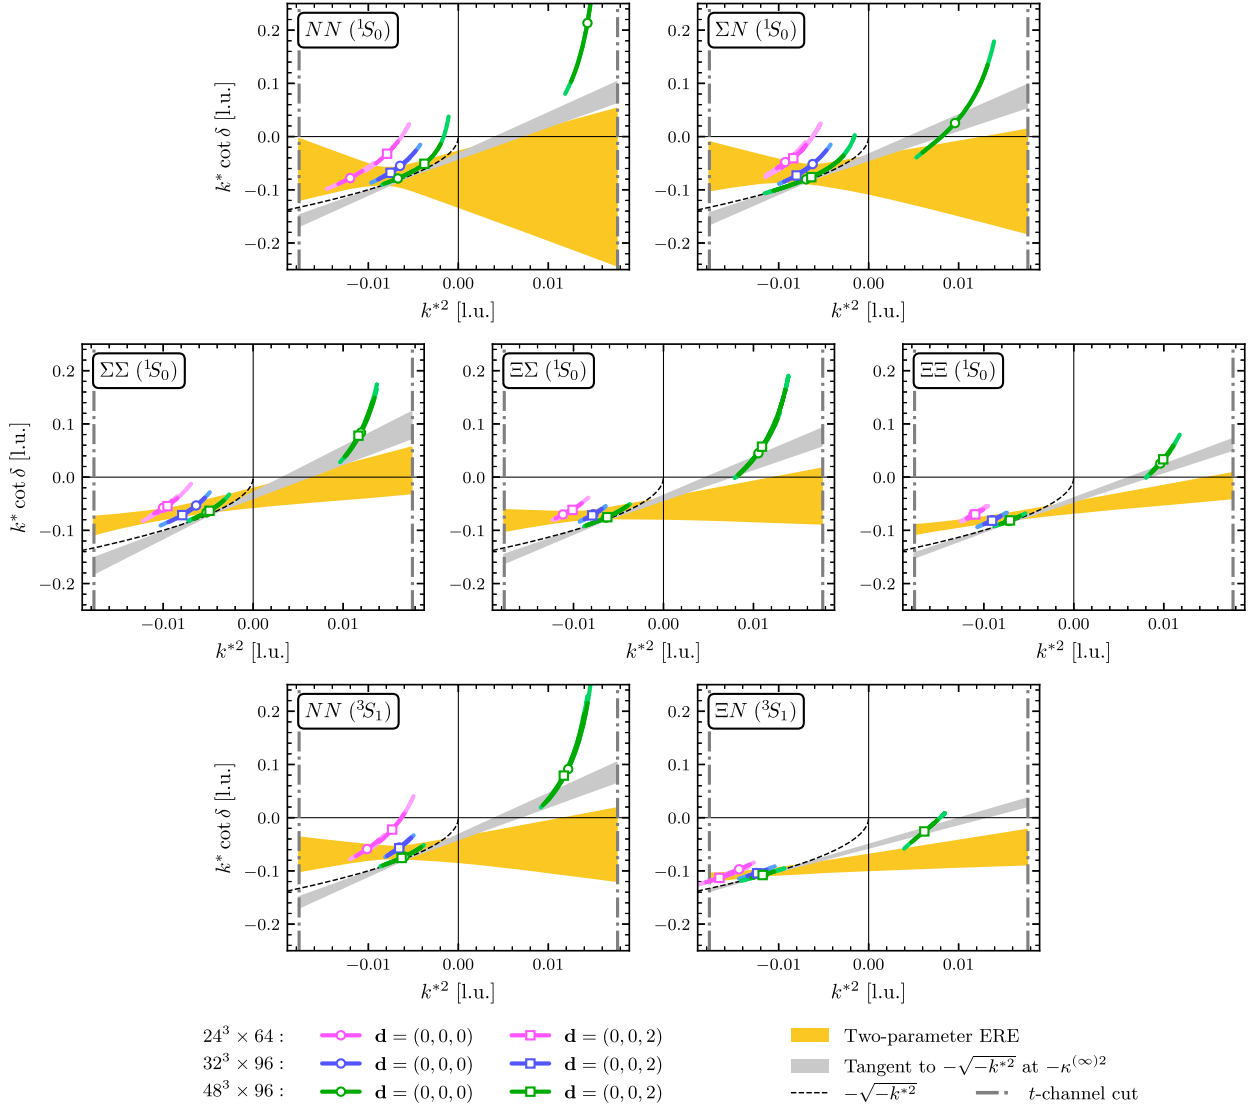 NN (¹S₀)
ΣN (¹S₀)
0.2
0.1
0.0
−0.1
−0.2
k* cot δ [l.u.]
−0.01 0.00 0.01
k*² [l.u.]
0.2
0.1
0.0
−0.1
−0.2
−0.01 0.00 0.01
k*² [l.u.]
ΣΣ (¹S₀)
ΞΣ (¹S₀)
ΞΞ (¹S₀)
0.2
0.1
0.0
−0.1
−0.2
k* cot δ [l.u.]
−0.01 0.00 0.01
k*² [l.u.]
0.2
0.1
0.0
−0.1
−0.2
−0.01 0.00 0.01
k*² [l.u.]
0.2
0.1
0.0
−0.1
−0.2
−0.01 0.00 0.01
k*² [l.u.]
NN (³S₁)
ΞN (³S₁)
0.2
0.1
0.0
−0.1
−0.2
k* cot δ [l.u.]
−0.01 0.00 0.01
k*² [l.u.]
0.2
0.1
0.0
−0.1
−0.2
−0.01 0.00 0.01
k*² [l.u.]
24³ × 64 : d = (0, 0, 0) d = (0, 0, 2)
32³ × 96 : d = (0, 0, 0) d = (0, 0, 2)
48³ × 96 : d = (0, 0, 0) d = (0, 0, 2)
Two-parameter ERE
Tangent to −√−k*² at −κ^(∞)2
−√−k*² t-channel cut